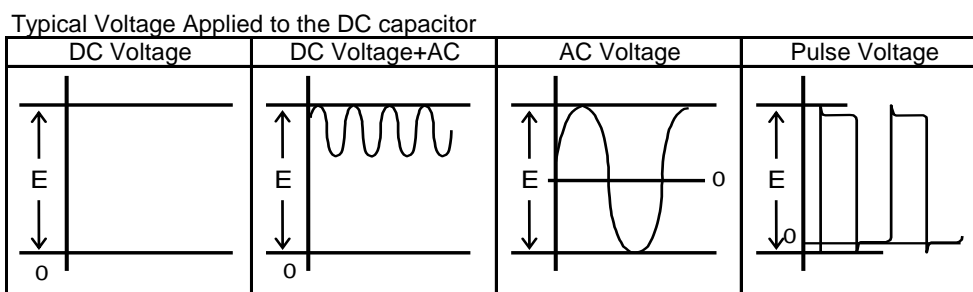 Typical Voltage Applied to the DC capacitor
DC Voltage DC Voltage+AC AC Voltage Pulse Voltage
E E E 0 E
0 0 0